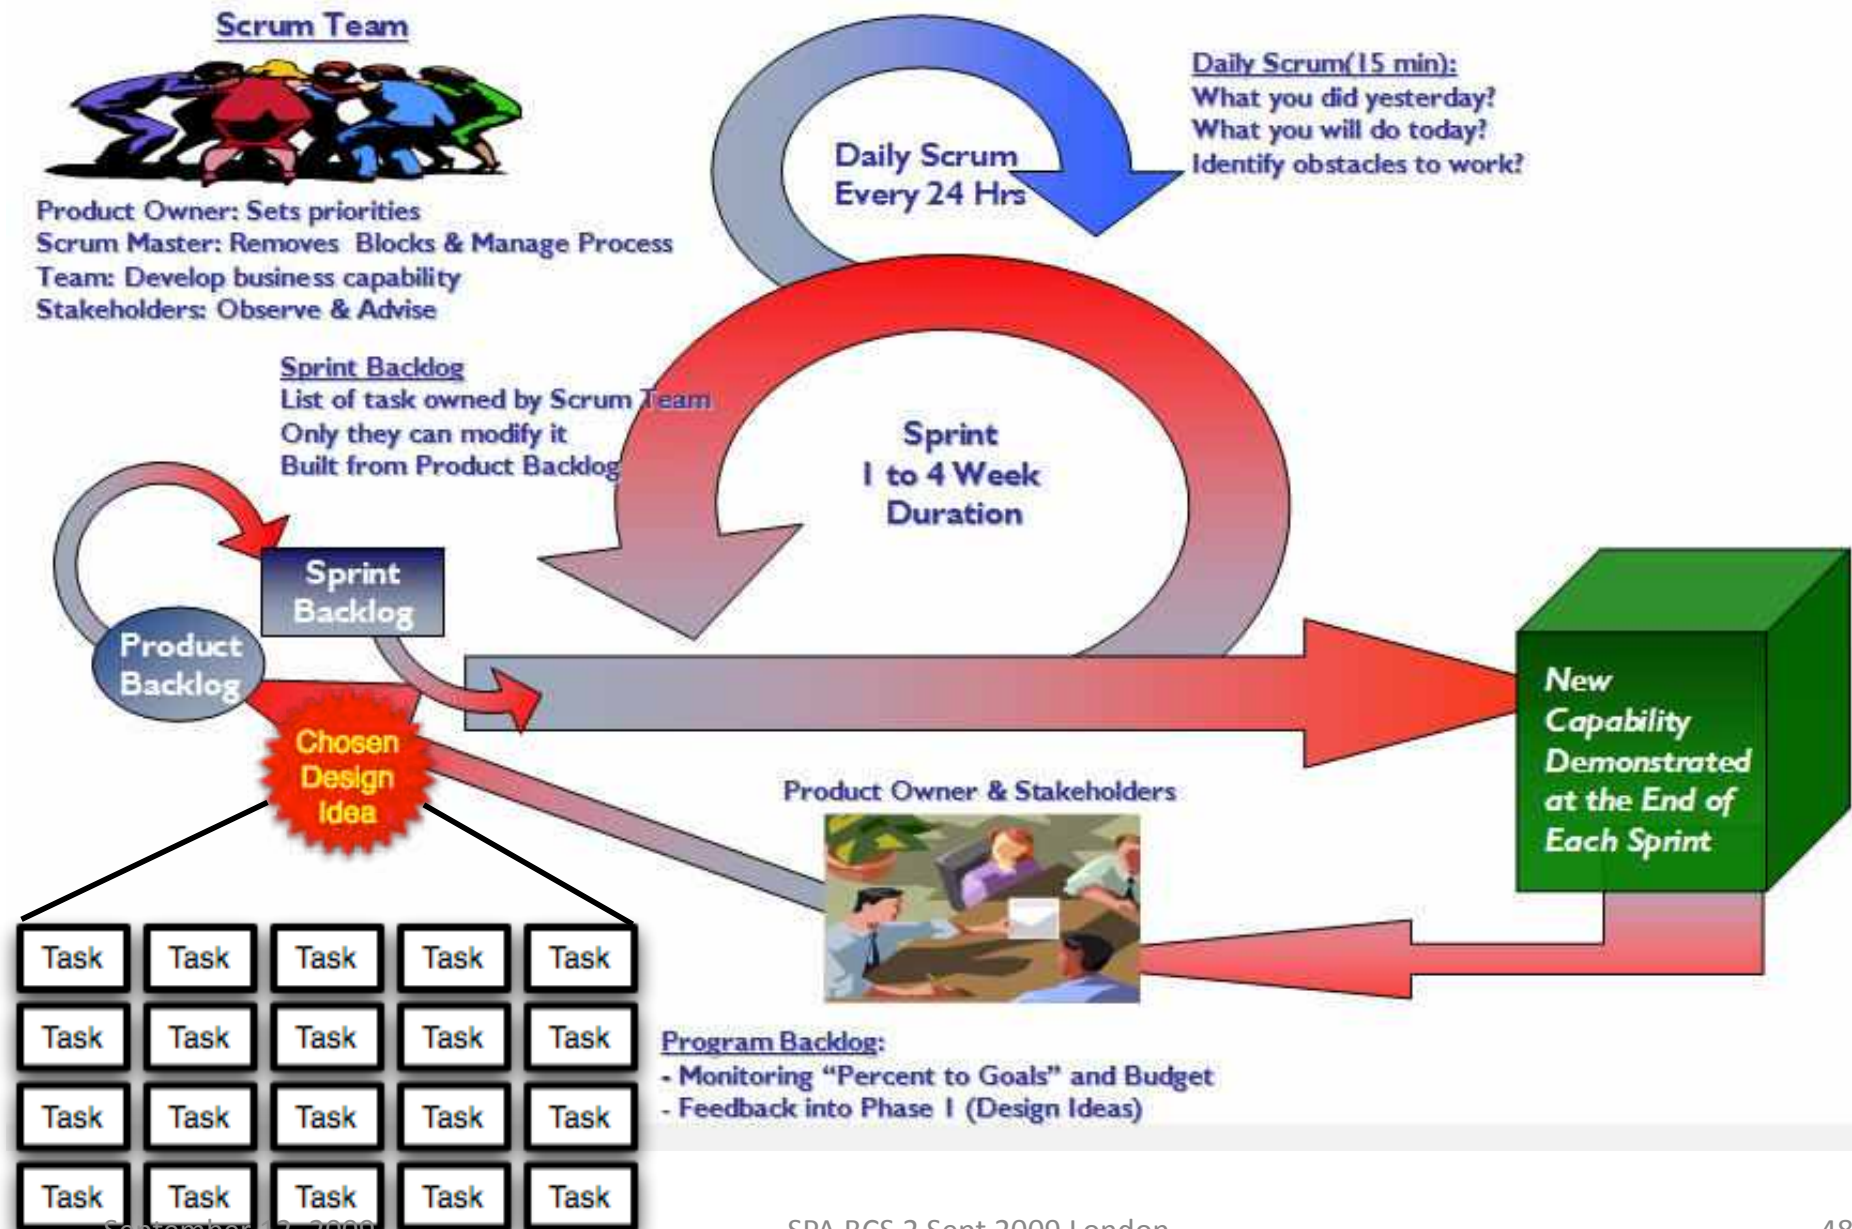 Scrum Team
Product Owner: Sets priorities
Scrum Master: Removes Blocks & Manage Process
Team: Develop business capability
Stakeholders: Observe & Advise
Daily Scrum
Every 24 Hrs
Daily Scrum(15 min):
What you did yesterday?
What you will do today?
Identify obstacles to work?
Sprint Backlog
List of task owned by Scrum Team
Only they can modify it
Built from Product Backlog
Sprint
1 to 4 Week
Duration
Sprint
Backlog
Product
Backlog
Chosen
Design
Idea
New
Capability
Demonstrated
at the End of
Each Sprint
Product Owner & Stakeholders
Program Backlog:
- Monitoring “Percent to Goals” and Budget
- Feedback into Phase 1 (Design Ideas)
Task Task Task Task Task
Task Task Task Task Task
Task Task Task Task Task
Task Task Task Task Task
September 2009
SPA BCS 2 Sept 2009 London
48